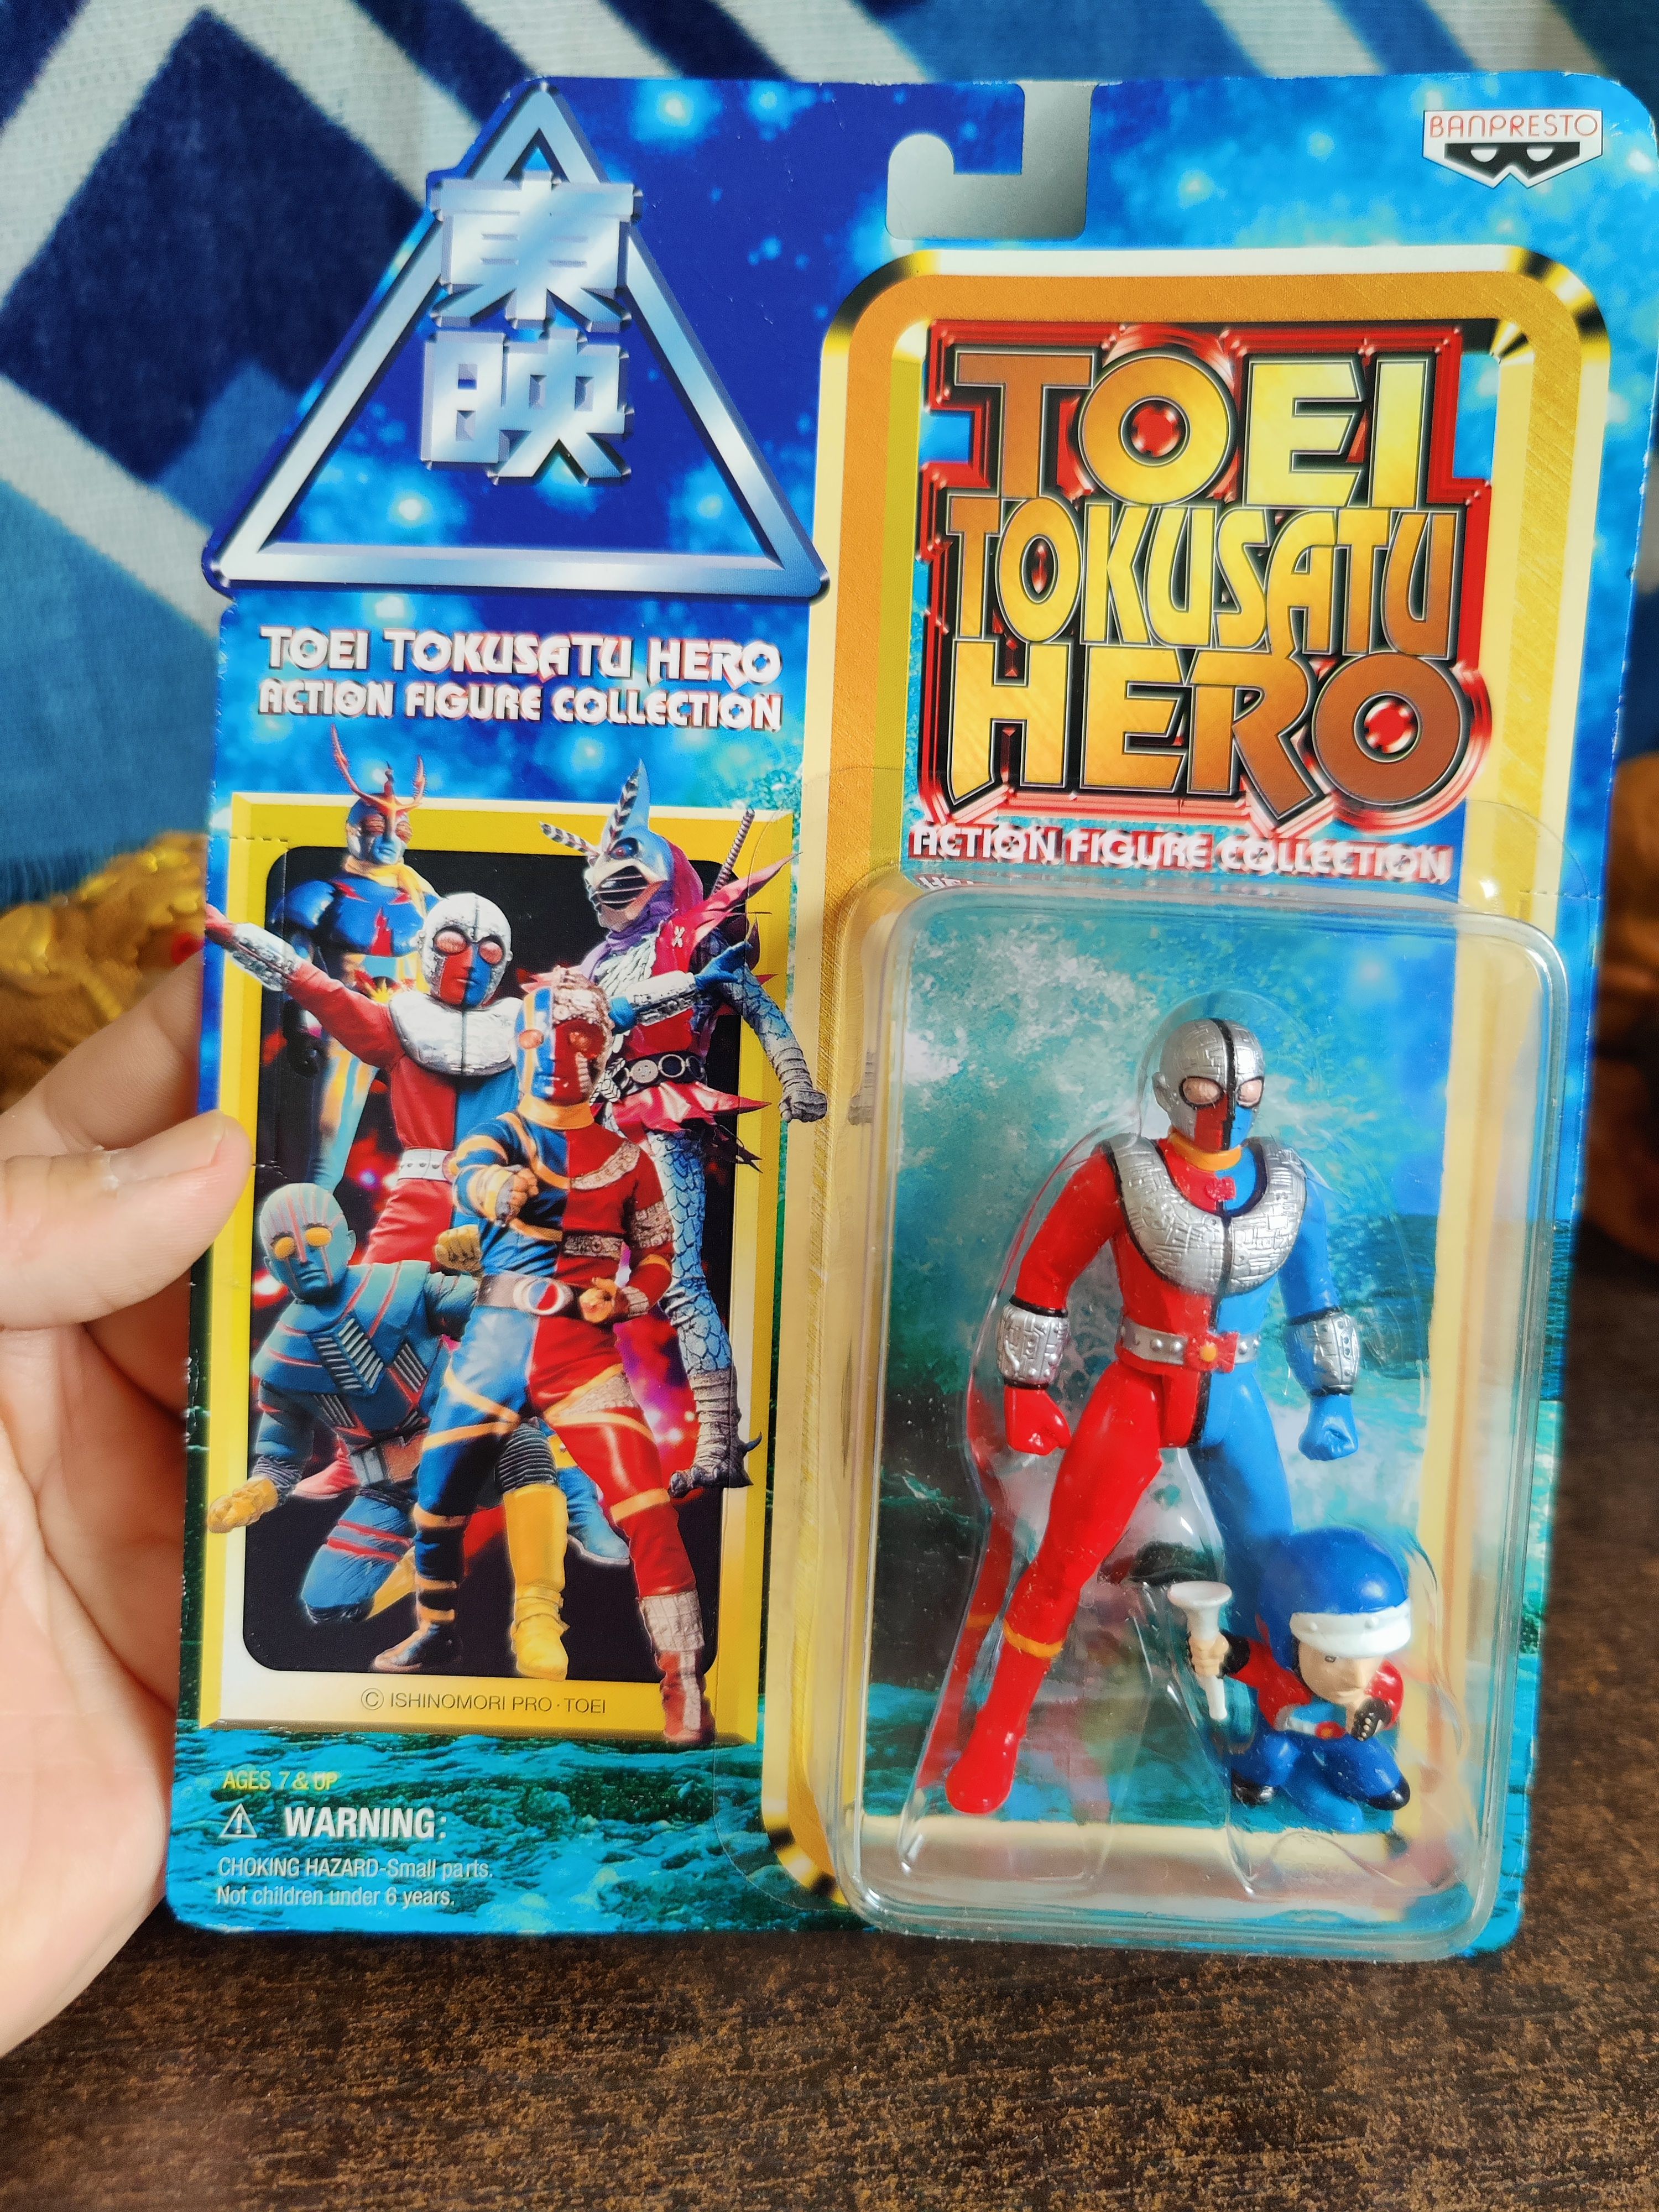 BANPRESTO
東
映
TOEI TOKUSATU HERO
ACTION FIGURE COLLECTION
TOEI
TOKUSATU
HERO
ACTION FIGURE COLLECTION
© ISHINOMORI PRO・TOEI
AGES 7 & UP
WARNING:
CHOKING HAZARD-Small parts.
Not children under 6 years.